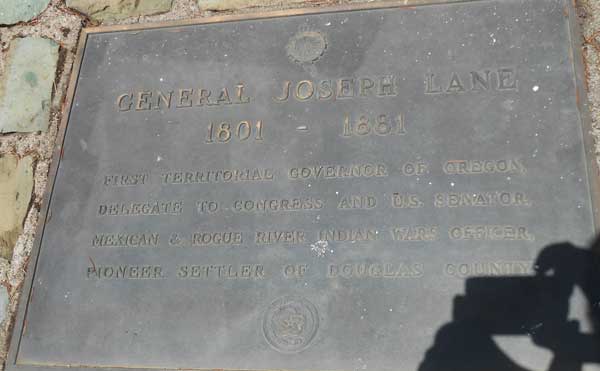 GENERAL JOSEPH LANE
1801 - 1881
FIRST TERRITORIAL GOVERNOR OF OREGON,
DELEGATE TO CONGRESS AND U.S. SENATOR.
MEXICAN & ROGUE RIVER INDIAN WARS OFFICER,
PIONEER SETTLER OF DOUGLAS COUNTY